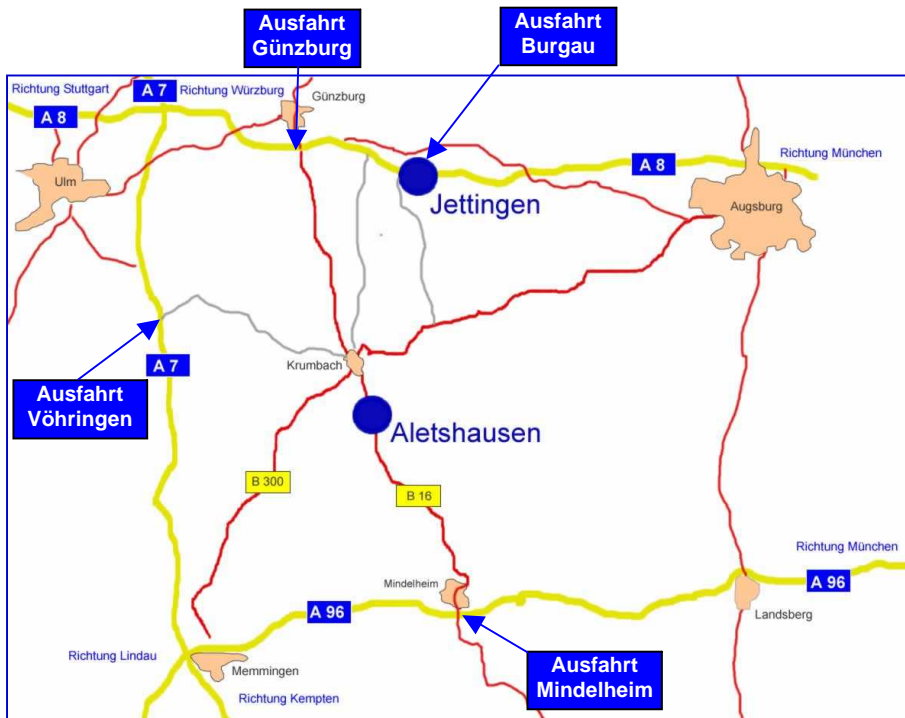 Ausfahrt
Günzburg
Ausfahrt
Burgau
Richtung Stuttgart
A 7
Richtung Würzburg
Günzburg
A 8
Richtung München
A 8
Ulm
Jettingen
Augsburg
Krumbach
A 7
Ausfahrt
Vöhringen
Aletshausen
B 300
B 16
Richtung München
Mindelheim
A 96
A 96
Landsberg
Richtung Lindau
Memmingen
Ausfahrt
Mindelheim
Richtung Kempten